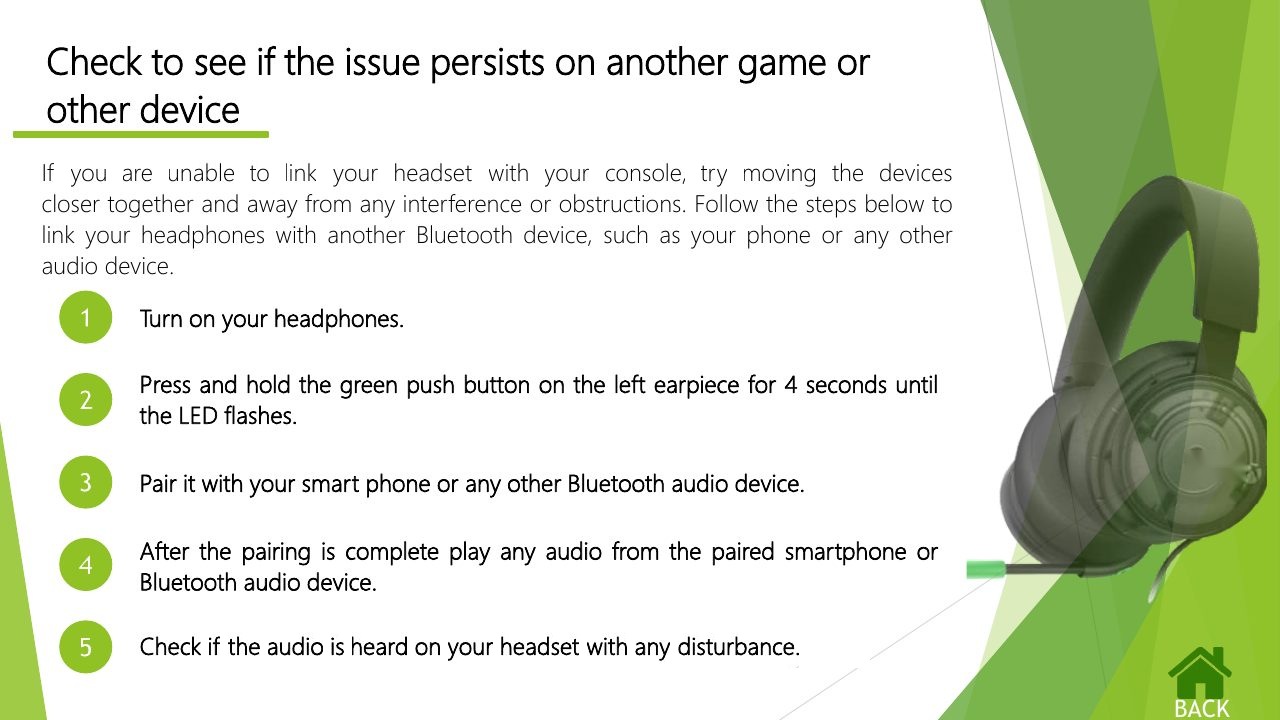 Check to see if the issue persists on another game or
other device
If you are unable to link your headset with your console, try moving the devices
closer together and away from any interference or obstructions. Follow the steps below to
link your headphones with another Bluetooth device, such as your phone or any other
audio device.
1 Turn on your headphones.
2 Press and hold the green push button on the left earpiece for 4 seconds until
the LED flashes.
3 Pair it with your smart phone or any other Bluetooth audio device.
4 After the pairing is complete play any audio from the paired smartphone or
Bluetooth audio device.
5 Check if the audio is heard on your headset with any disturbance.
BACK